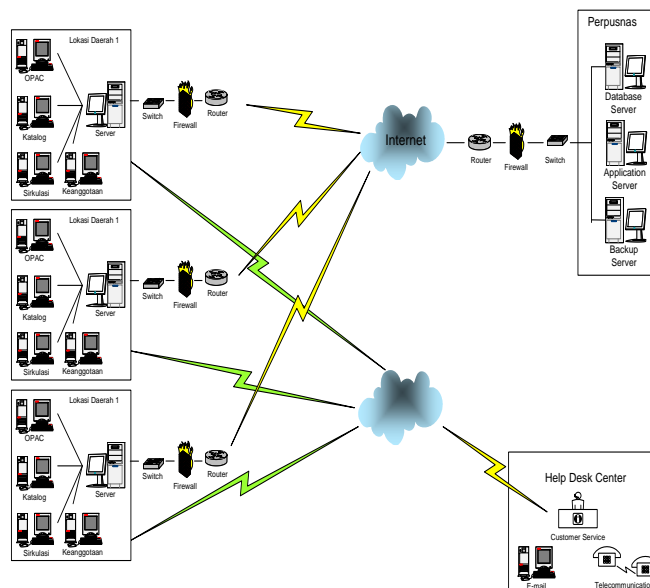 Lokasi Daerah 1
OPAC
Katalog
Server
Sirkulasi
Keanggotaan
Switch
Firewall
Router
Lokasi Daerah 1
OPAC
Katalog
Server
Sirkulasi
Keanggotaan
Switch
Firewall
Router
Lokasi Daerah 1
OPAC
Katalog
Server
Sirkulasi
Keanggotaan
Switch
Firewall
Router
Internet
Router
Firewall
Switch
Perpusnas
Database
Server
Application
Server
Backup
Server
Help Desk Center
Customer Service
E-mail
Telecommunication